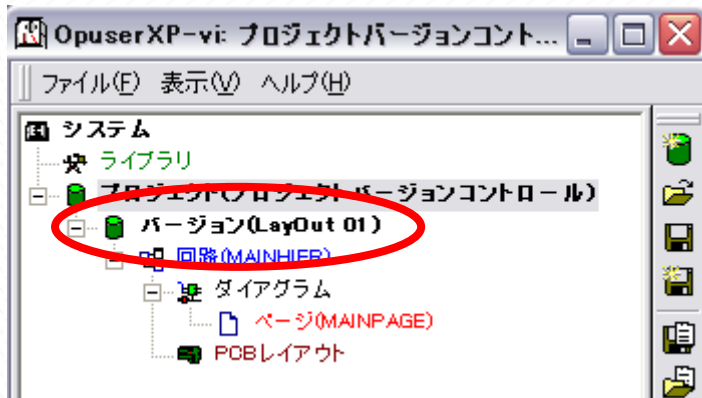 OpuserXP-vi: プロジェクトバージョンコント...
ファイル(F) 表示(V) ヘルプ(H)
システム
ライブラリ
プロジェクト(プロジェクトバージョンコントロール)
バージョン(LayOut 01)
回路(MAINHIER)
ダイアグラム
ページ(MAINPAGE)
PCBレイアウト